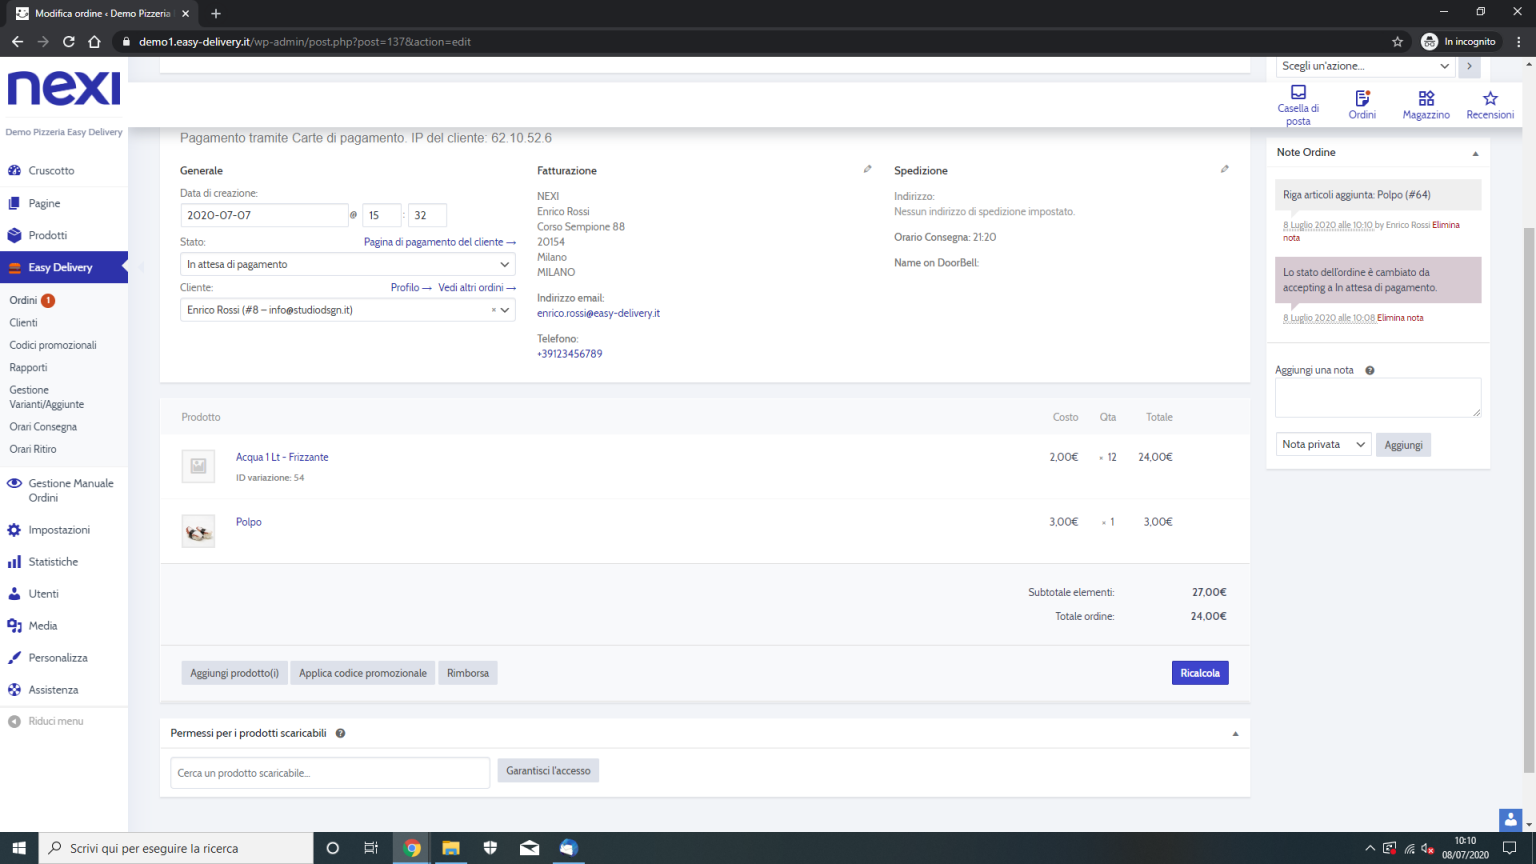 Modifica ordine ‹ Demo Pizzeria
demo1.easy-delivery.it/wp-admin/post.php?post=137&action=edit
In incognito
nexi
Demo Pizzeria Easy Delivery
Cruscotto
Pagine
Prodotti
Easy Delivery
Ordini 1
Clienti
Codici promozionali
Rapporti
Gestione
Varianti/Aggiunte
Orari Consegna
Orari Ritiro
Gestione Manuale
Ordini
Impostazioni
Statistiche
Utenti
Media
Personalizza
Assistenza
Riduci menu
Scegli un'azione...
Casella di
posta
Ordini
Magazzino
Recensioni
Pagamento tramite Carte di pagamento. IP del cliente: 62.10.52.6
Generale
Data di creazione:
2020-07-07 @ 15 : 32
Stato:
Pagina di pagamento del cliente →
In attesa di pagamento
Cliente:
Profilo → Vedi altri ordini →
Enrico Rossi (#8 – info@studiodsgn.it) ×
Fatturazione
NEXI
Enrico Rossi
Corso Sempione 88
20154
Milano
MILANO
Indirizzo email:
enrico.rossi@easy-delivery.it
Telefono:
+39123456789
Spedizione
Indirizzo:
Nessun indirizzo di spedizione impostato.
Orario Consegna: 21:20
Name on DoorBell:
Prodotto Costo Qta Totale
Acqua 1 Lt - Frizzante 2,00€ × 12 24,00€
ID variazione: 54
Polpo 3,00€ × 1 3,00€
Subtotale elementi: 27,00€
Totale ordine: 24,00€
Aggiungi prodotto(i) Applica codice promozionale Rimborsa Ricalcola
Permessi per i prodotti scaricabili
Cerca un prodotto scaricabile... Garantisci l'accesso
Note Ordine
Riga articoli aggiunta: Polpo (#64)
8 Luglio 2020 alle 10:10 by Enrico Rossi Elimina
nota
Lo stato dell'ordine è cambiato da
accepting a In attesa di pagamento.
8 Luglio 2020 alle 10:08 Elimina nota
Aggiungi una nota
Nota privata Aggiungi
Scrivi qui per eseguire la ricerca
10:10
08/07/2020